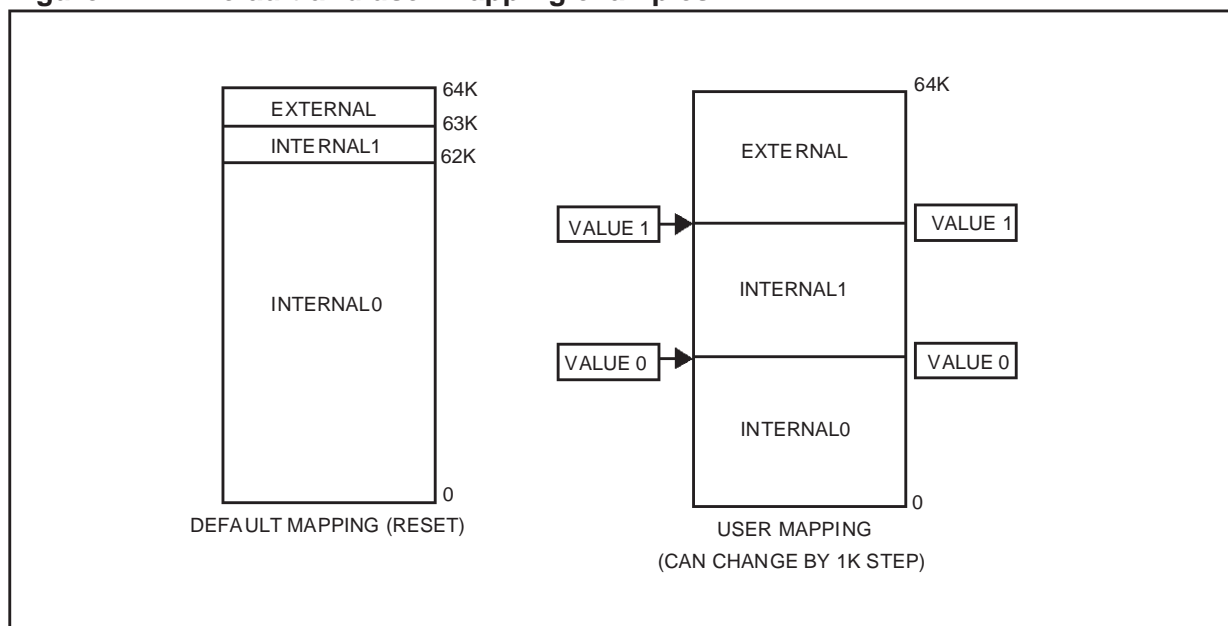 64K
EXTERNAL
63K
INTERNAL1
62K
INTERNAL0
0
DEFAULT MAPPING (RESET)
64K
EXTERNAL
VALUE 1
VALUE 1
INTERNAL1
VALUE 0
VALUE 0
INTERNAL0
0
USER MAPPING
(CAN CHANGE BY 1K STEP)